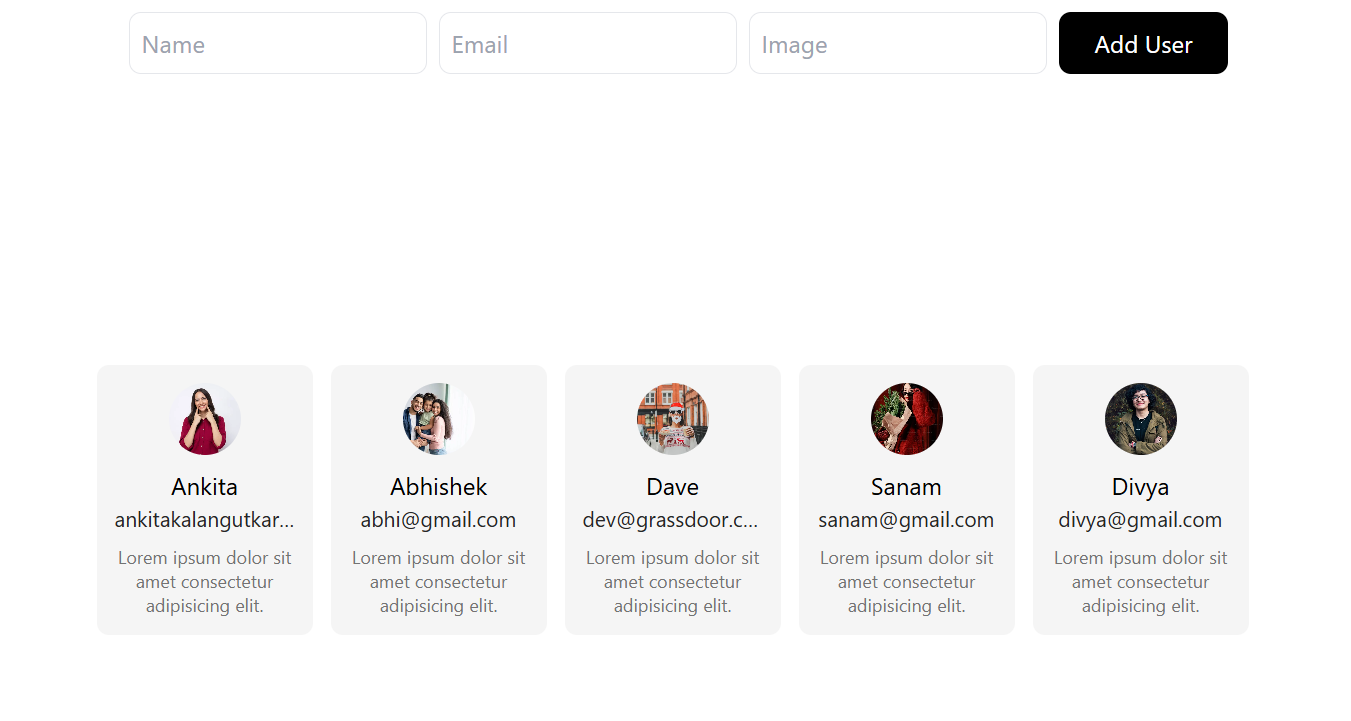 Name
Email
Image
Add User
Ankita
ankitakalangutkar...
Lorem ipsum dolor sit
amet consectetur
adipisicing elit.
Abhishek
abhi@gmail.com
Lorem ipsum dolor sit
amet consectetur
adipisicing elit.
Dave
dev@grassdoor.c...
Lorem ipsum dolor sit
amet consectetur
adipisicing elit.
Sanam
sanam@gmail.com
Lorem ipsum dolor sit
amet consectetur
adipisicing elit.
Divya
divya@gmail.com
Lorem ipsum dolor sit
amet consectetur
adipisicing elit.